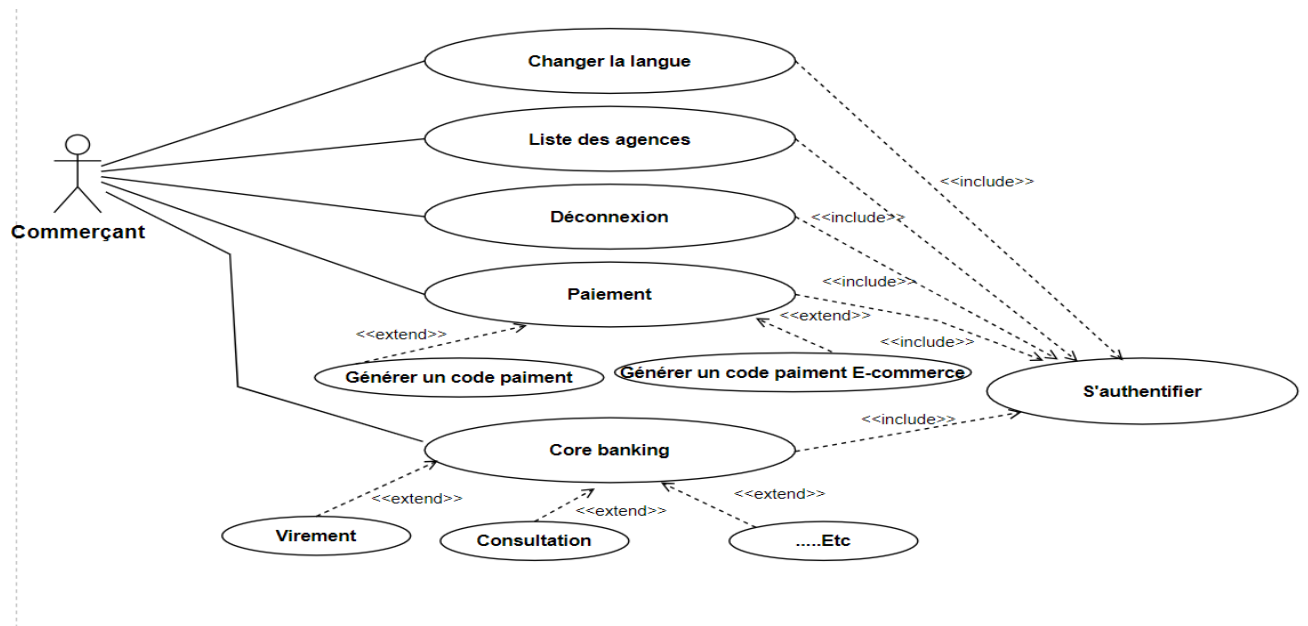 Changer la langue
Liste des agences
<<include>>
Commerçant
Déconnexion
<<include>>
<<include>>
Paiement
<<extend>>
<<extend>>
<<include>>
Générer un code paiment
Générer un code paiment E-commerce
S'authentifier
<<include>>
Core banking
<<extend>>
<<extend>>
<<extend>>
Virement
Consultation
.....Etc